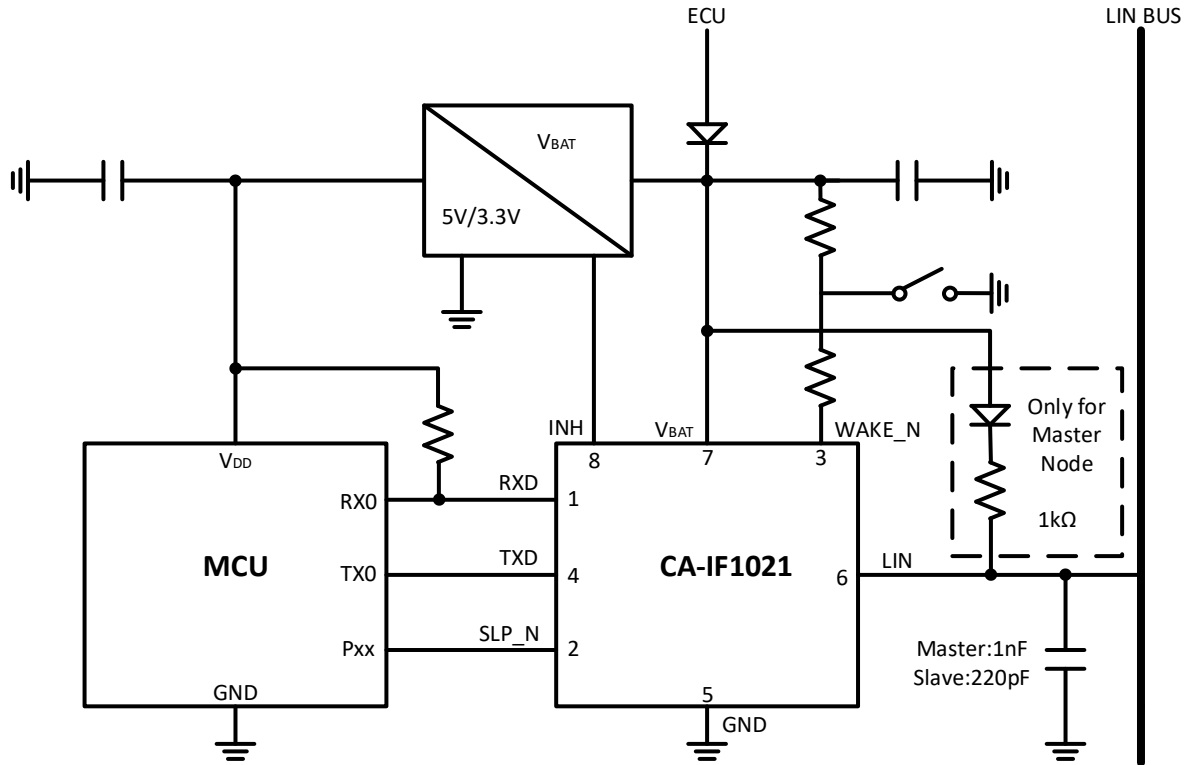 ECU
LIN BUS
VBAT
5V/3.3V
INH
VBAT
WAKE_N
8
7
3
Only for
Master
Node
1kΩ
VDD
RX0
RXD
1
MCU
TX0
TXD
4
CA-IF1021
6
LIN
Pxx
SLP_N
2
Master:1nF
Slave:220pF
GND
5
GND